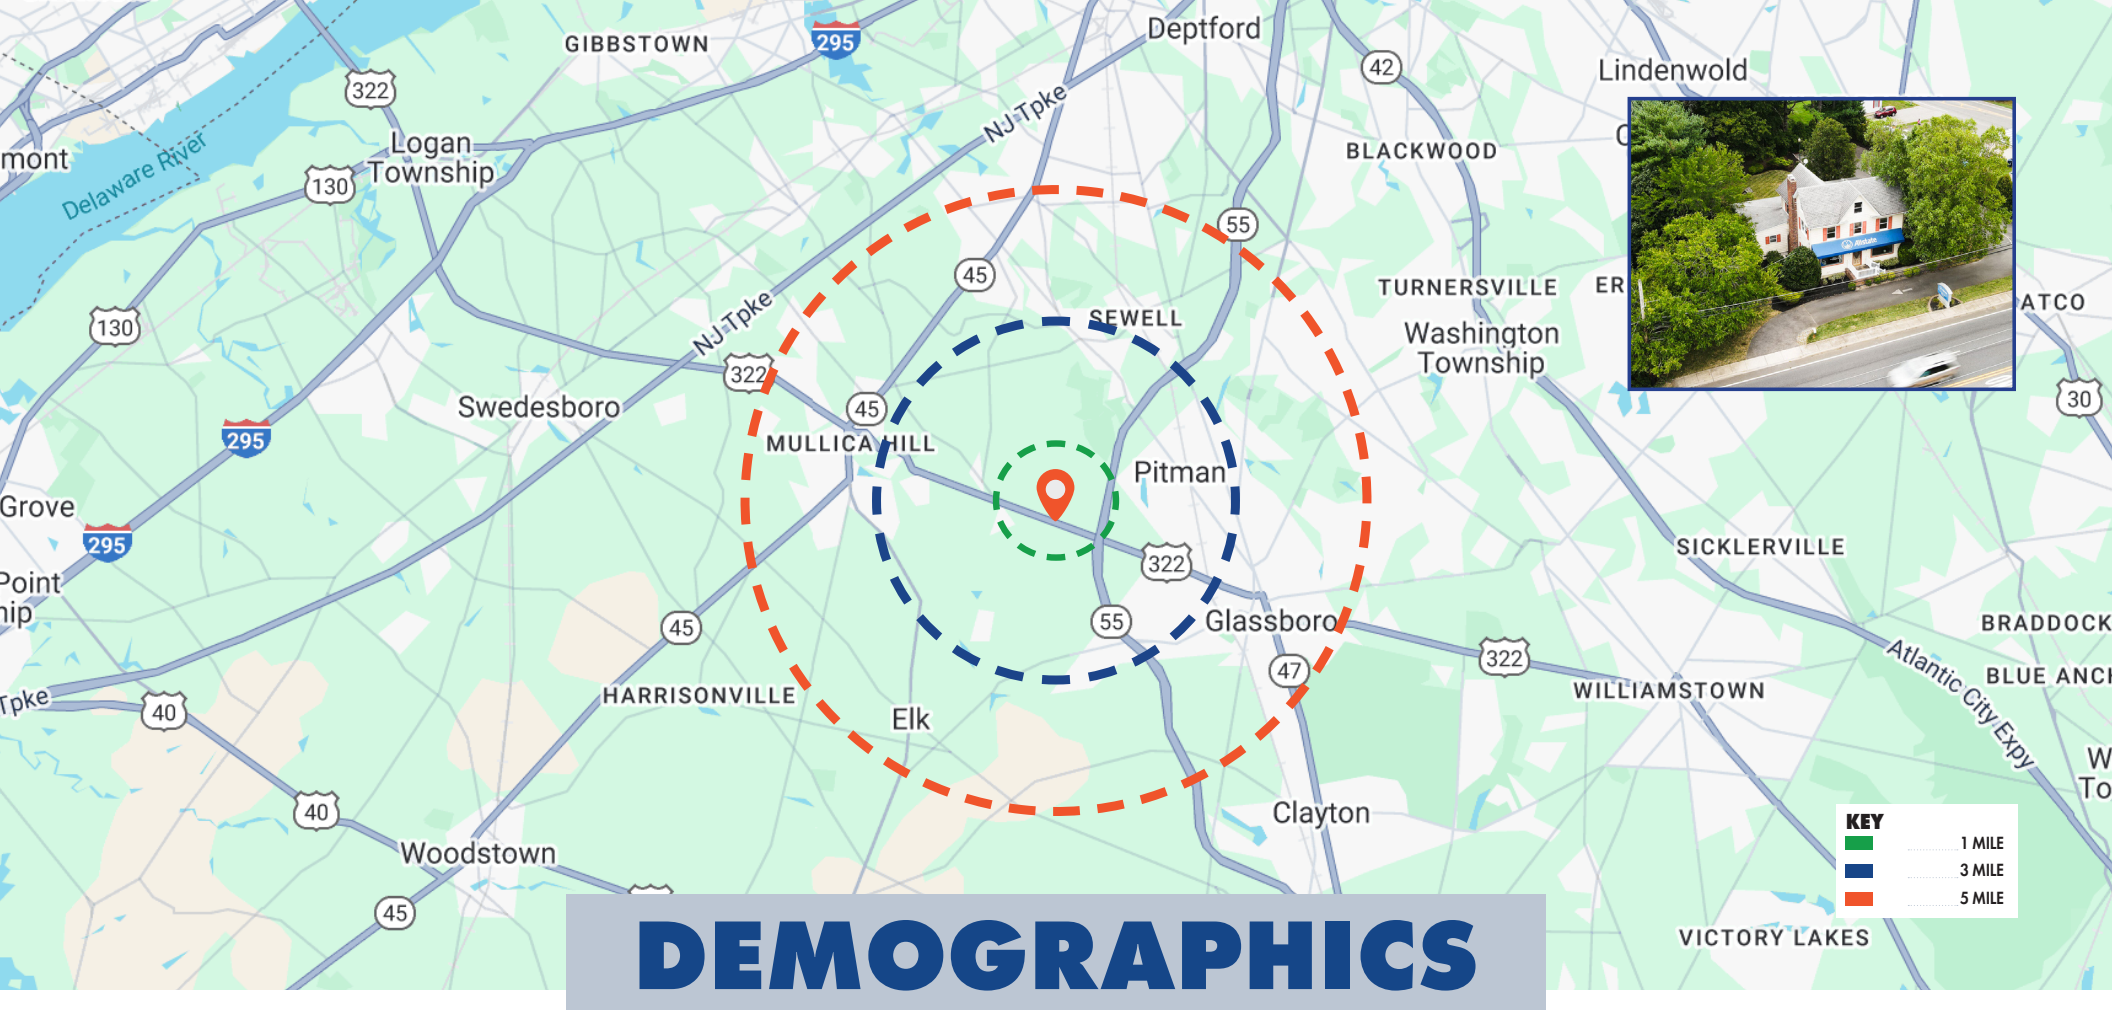 GIBBSTOWN
295
Deptford
42
Lindenwold
322
NJ Tpke
Logan
Township
mont
Delaware River
130
BLACKWOOD
C
55
45
Allstate
TURNERSVILLE
ER
ATCO
NJ Tpke
130
SEWELL
Washington
Township
322
30
Swedesboro
45
295
MULLICA HILL
Pitman
Grove
295
SICKLERVILLE
322
Point
hip
45
55
Glassboro
BRADDOCK
322
Atlantic City Expy
47
BLUE ANCH
WILLIAMSTOWN
HARRISONVILLE
Tpke
40
Elk
W
To
40
Clayton
KEY
1 MILE
3 MILE
5 MILE
Woodstown
45
VICTORY LAKES
DEMOGRAPHICS